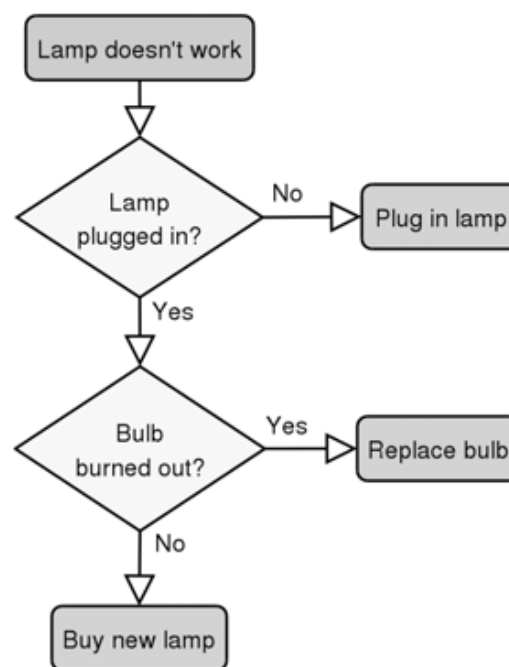 Lamp doesn't work
Lamp
plugged in?
No
Plug in lamp
Yes
Bulb
burned out?
Yes
Replace bulb
No
Buy new lamp